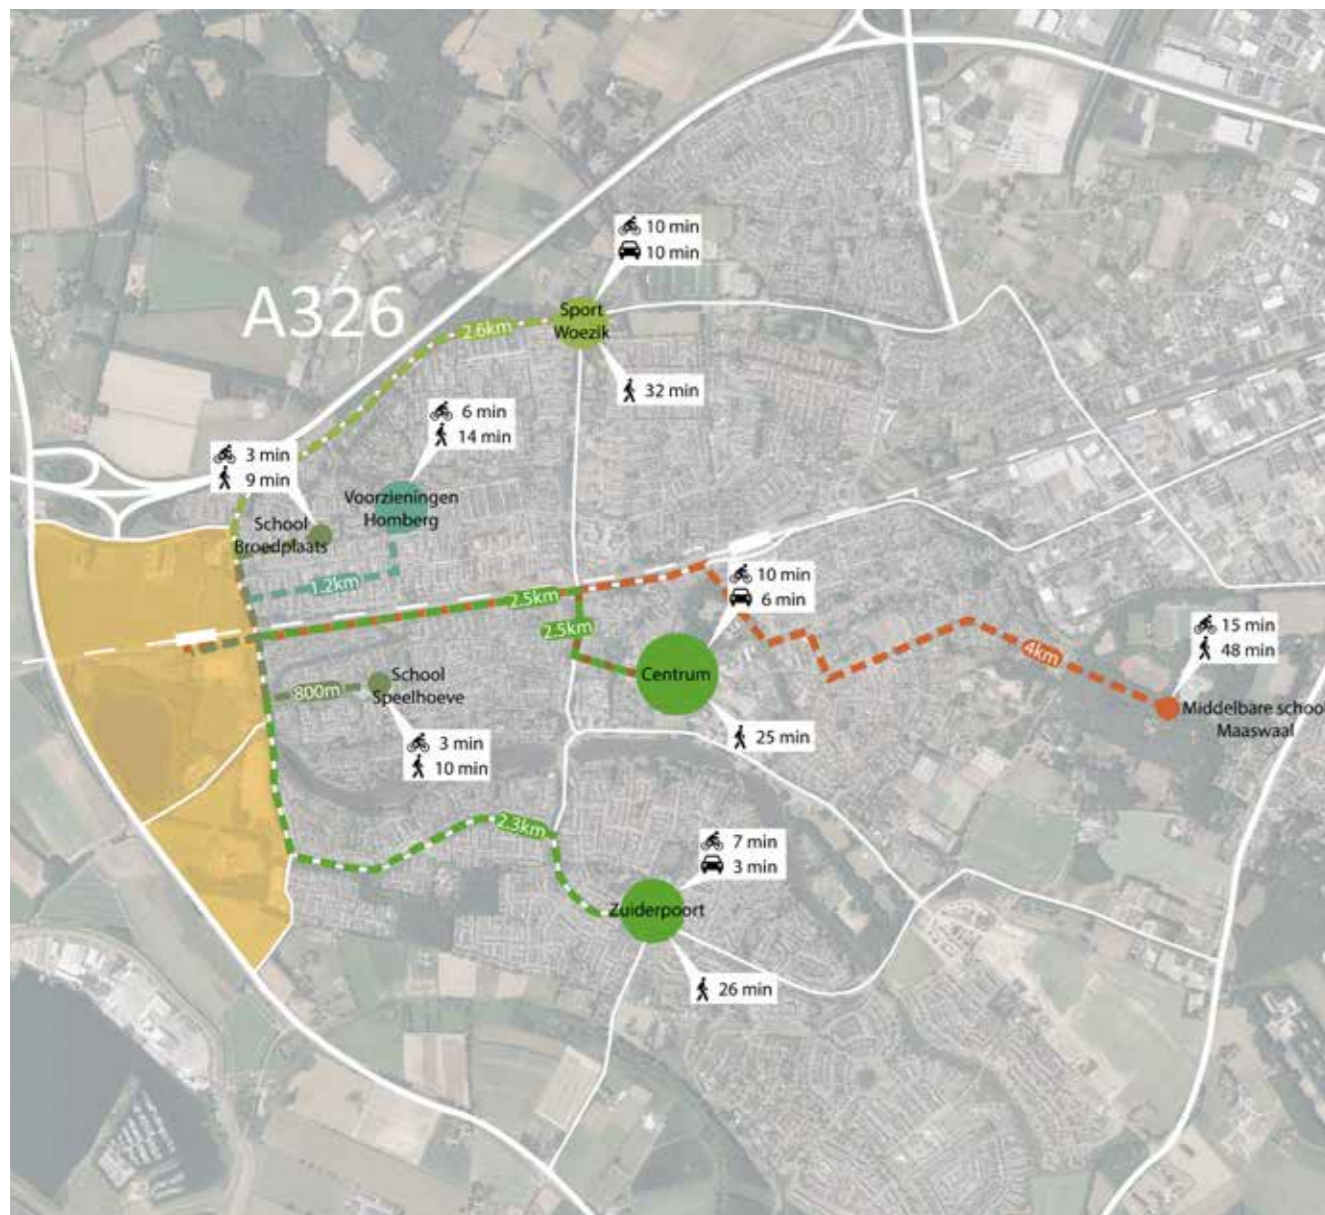 10 min
10 min
A326
Sport
Woezik
2.6km
32 min
6 min
14 min
3 min
9 min
Voorzieningen
Homberg
School
Broedplaats
1.2km
2.5km
2.5km
10 min
6 min
15 min
48 min
4km
Centrum
School
Speelhoeve
800m
Middelbare school
Maaswaal
25 min
3 min
10 min
2.3km
7 min
3 min
Zuiderpoort
26 min